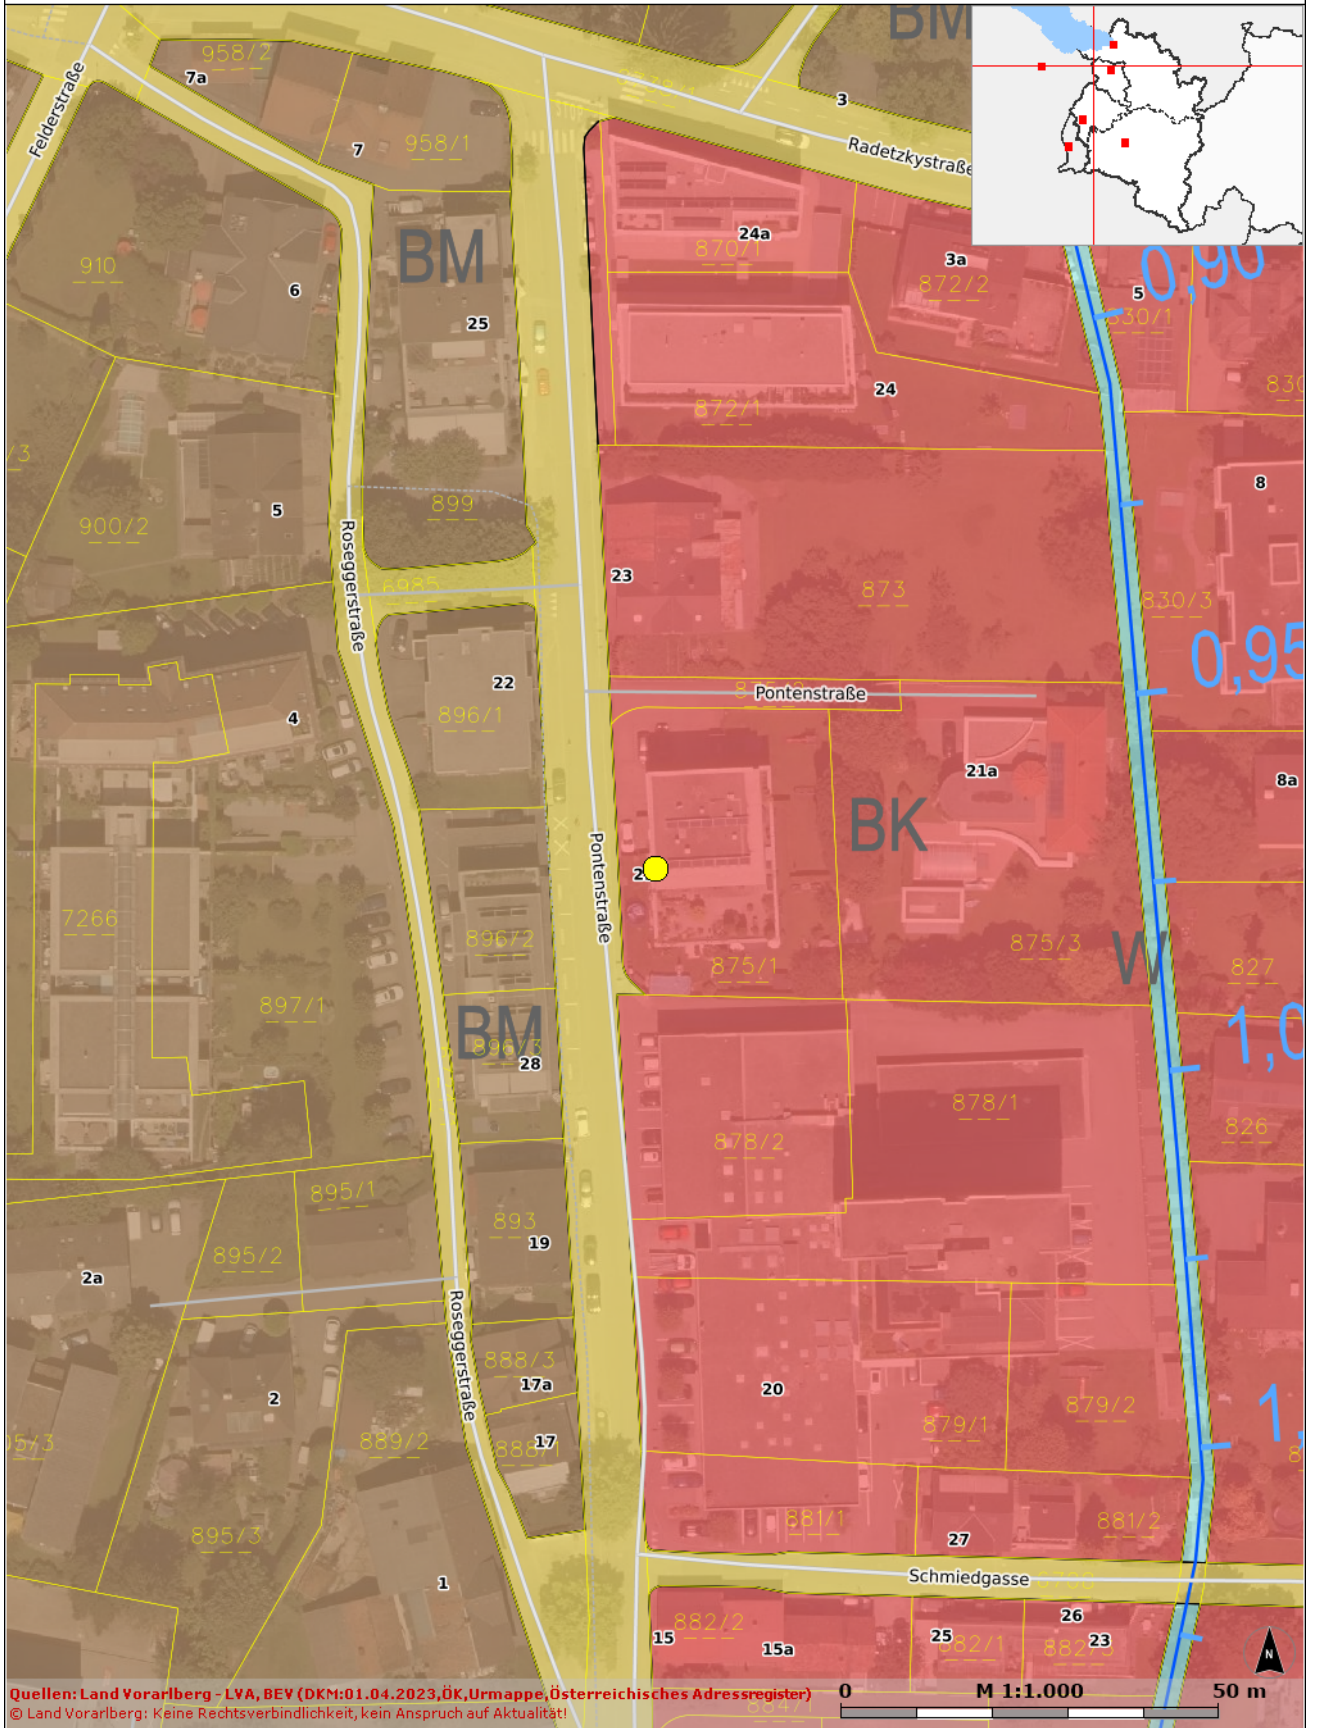 BM
958/2
7a
3
Felderstraße
7
958/1
Radetzkystraße
24a
870/1
3a
872/2
BM
910
6
0,90
5
830/1
25
24
872/1
/3
8
899
5
900/2
Roseggerstraße
23
873
6985
830/3
0,95
22
Pontenstraße
896/1
4
21a
8a
BK
Pontenstraße
7266
896/2
875/3
W
875/1
827
897/1
BM
896/3
28
1,0
878/1
878/2
826
895/1
893
19
895/2
2a
Roseggerstraße
888/3
17a
20
2
879/2
879/1
1,
17
889/2
881/1
881/2
895/3
27
1
Schmiedgasse
882/2
15
15a
25
26
23
Quellen: Land Vorarlberg - LVA, BEV (DKM:01.04.2023,ÖK,Urmappe,Österreichisches Adressregister)
© Land Vorarlberg: Keine Rechtsverbindlichkeit, kein Anspruch auf Aktualität!
0 M 1:1.000 50 m
N